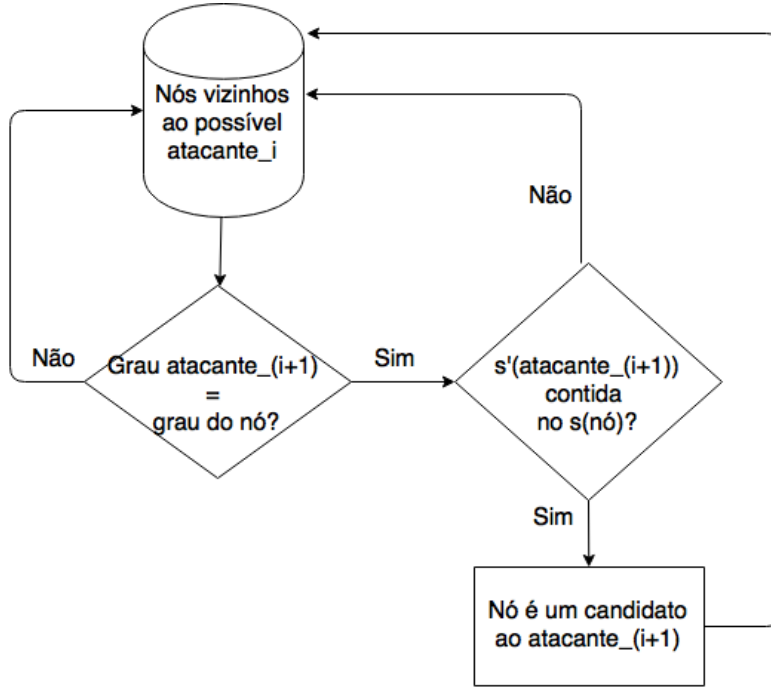 Nós vizinhos
ao possível
atacante_i
Não
Não
Grau atacante_(i+1)
=
grau do nó?
Sim
s'(atacante_(i+1))
contida
no s(nó)?
Sim
Nó é um candidato
ao atacante_(i+1)